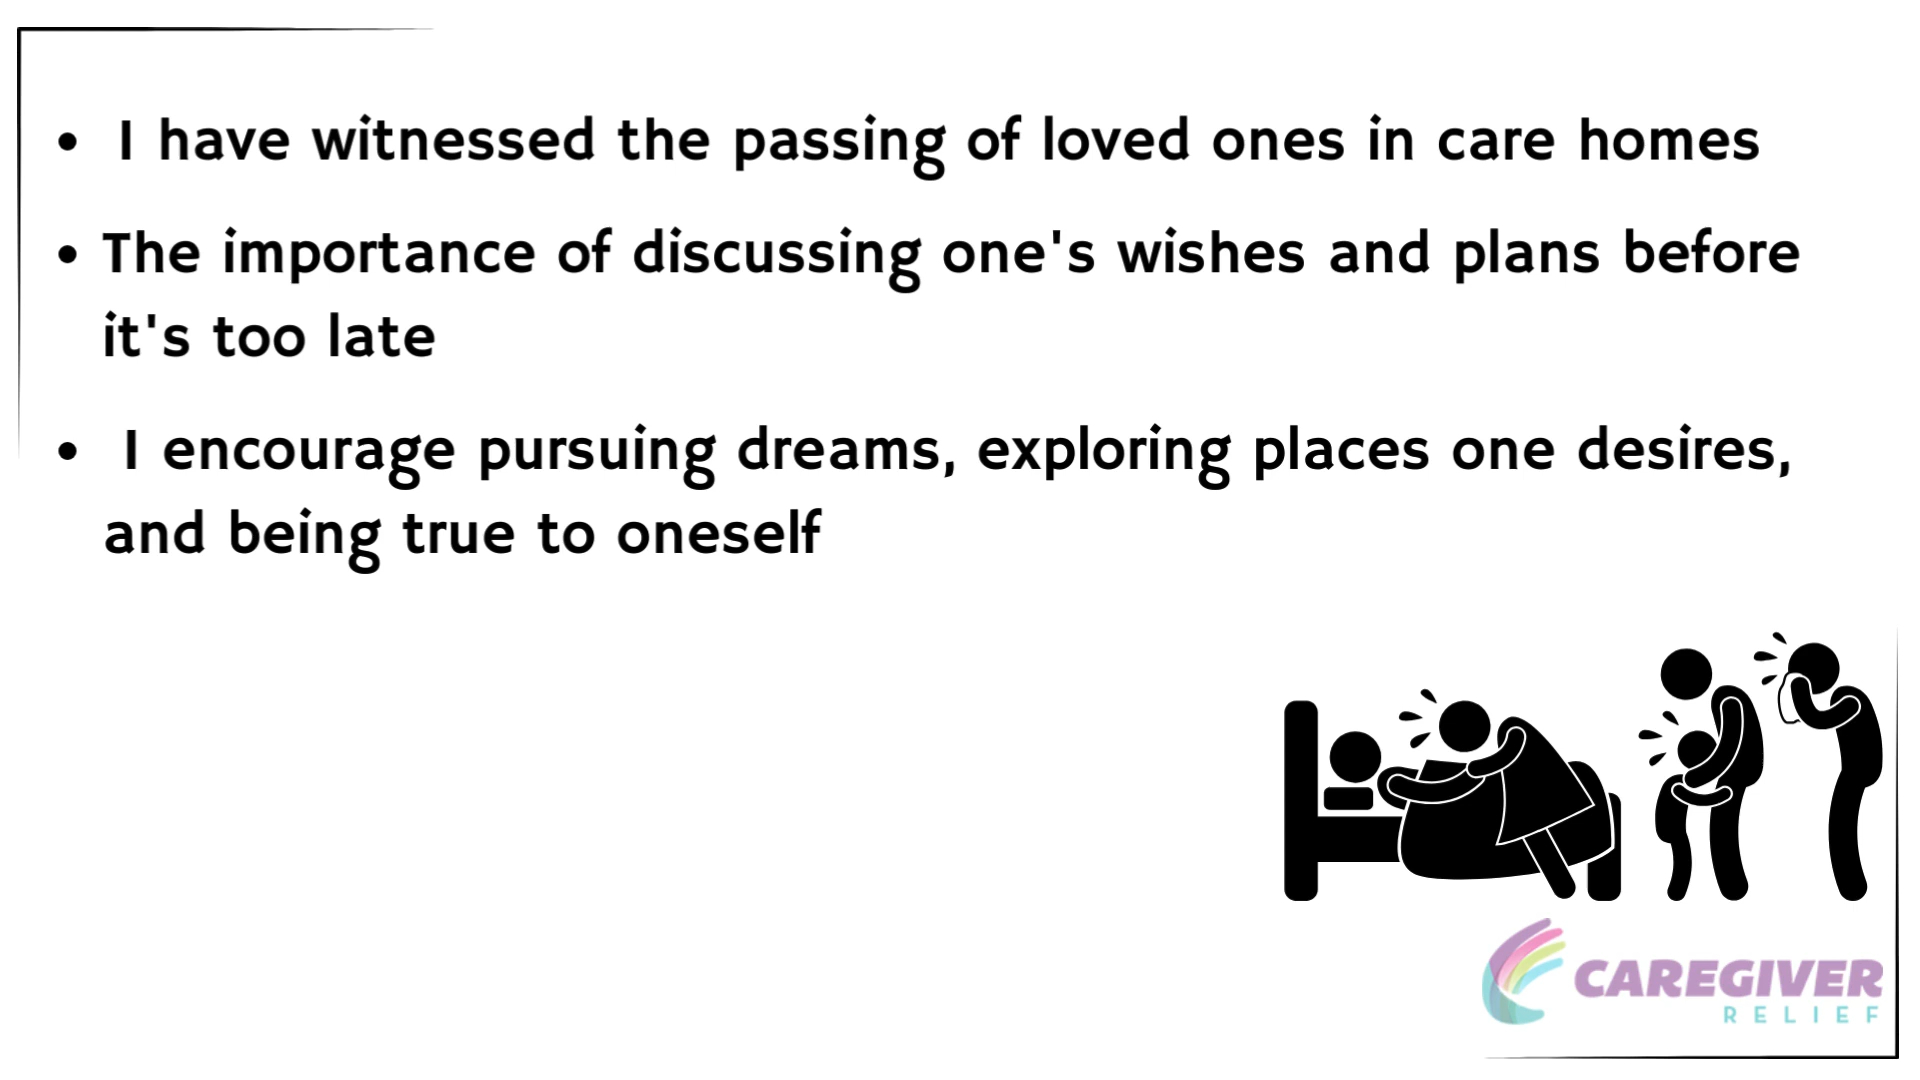 • I have witnessed the passing of loved ones in care homes
• The importance of discussing one's wishes and plans before
it's too late
• I encourage pursuing dreams, exploring places one desires,
and being true to oneself
CAREGIVER
RELIEF